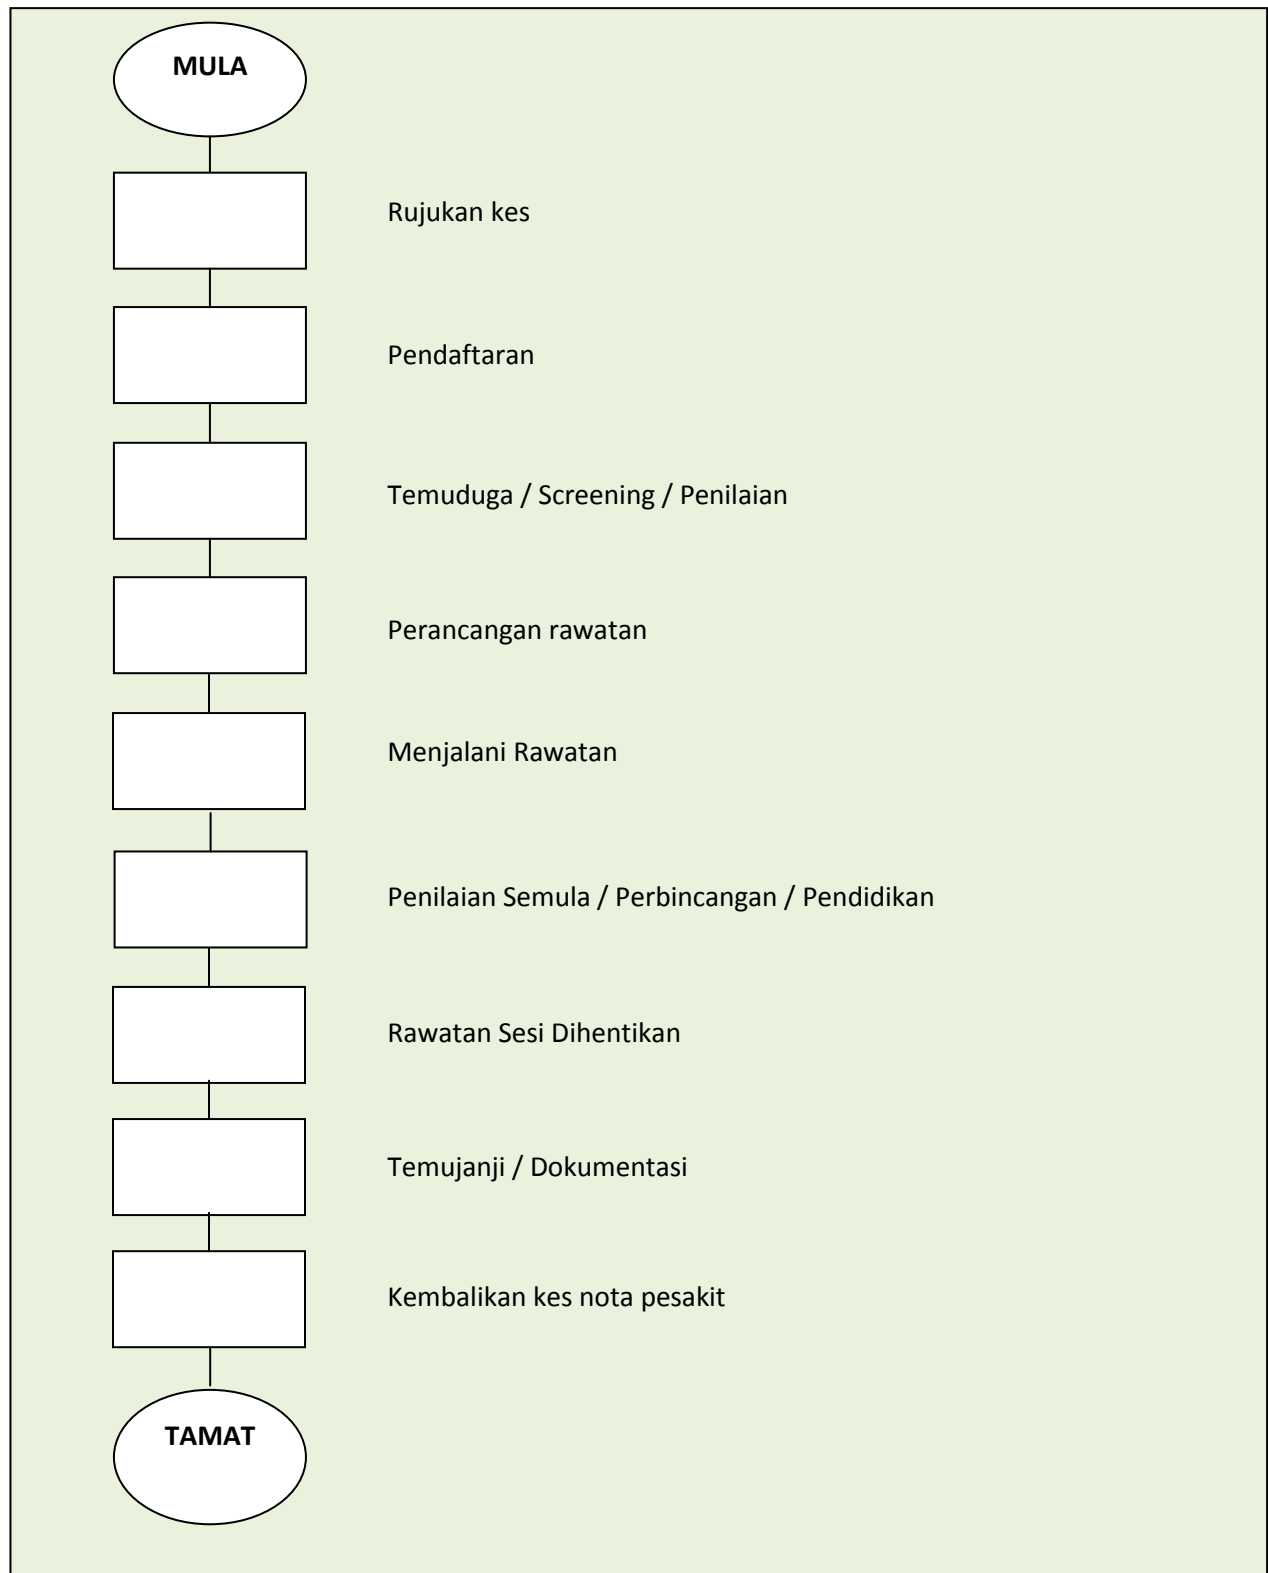 MULA
Rujukan kes
Pendaftaran
Temuduga / Screening / Penilaian
Perancangan rawatan
Menjalani Rawatan
Penilaian Semula / Perbincangan / Pendidikan
Rawatan Sesi Dihentikan
Temujanji / Dokumentasi
Kembalikan kes nota pesakit
TAMAT